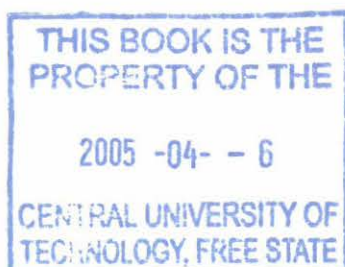 THIS BOOK IS THE
PROPERTY OF THE
2005 -04- - 6
CENTRAL UNIVERSITY OF
TECHNOLOGY, FREE STATE